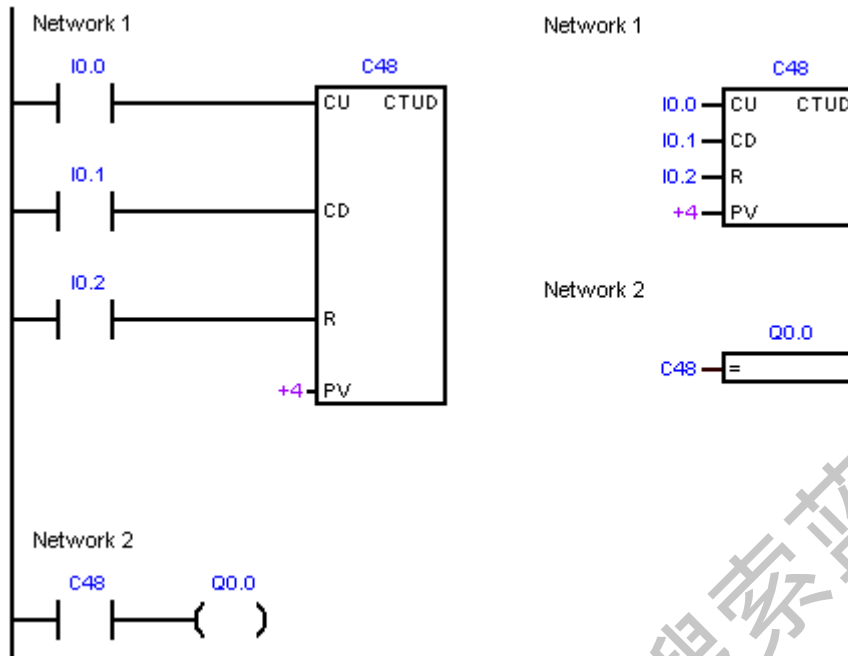 Network 1
I0.0
C48
CU CTUD
I0.1
CD
I0.2
R
+4 PV
Network 2
C48 Q0.0
Network 1
C48
I0.0 CU CTUD
I0.1 CD
I0.2 R
+4 PV
Network 2
Q0.0
C48 =
搜索